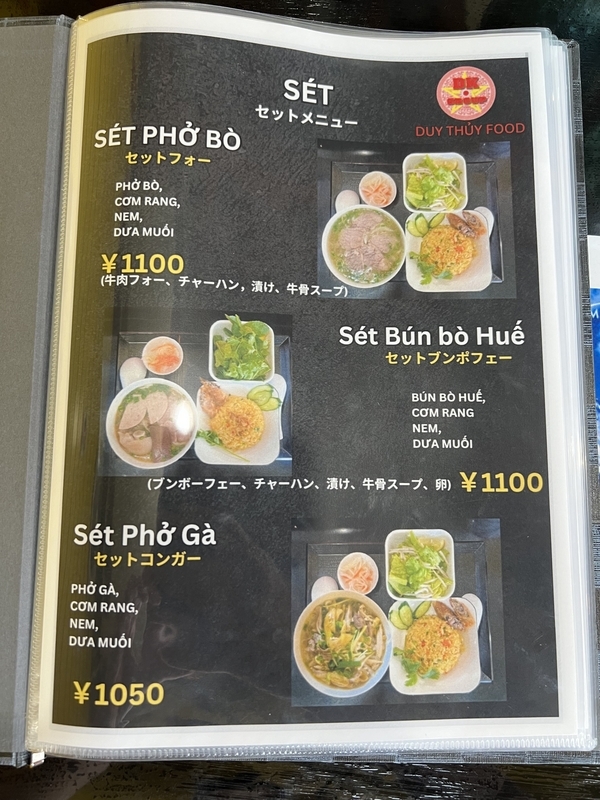 SÉT
セットメニュー
DUY THỦY FOOD
SÉT PHỞ BÒ
セットフォー
PHỞ BÒ,
CƠM RANG,
NEM,
DƯA MUỐI
￥1100
(牛肉フォー、チャーハン，漬け、牛骨スープ)
Sét Bún bò Huế
セットブンボフェー
BÚN BÒ HUẾ,
CƠM RANG
NEM,
DƯA MUỐI
(ブンボーフェー、チャーハン、漬け、牛骨スープ、卵) ￥1100
Sét Phở Gà
セットコンガー
PHỞ GÀ,
CƠM RANG,
NEM,
DƯA MUỐI
￥1050